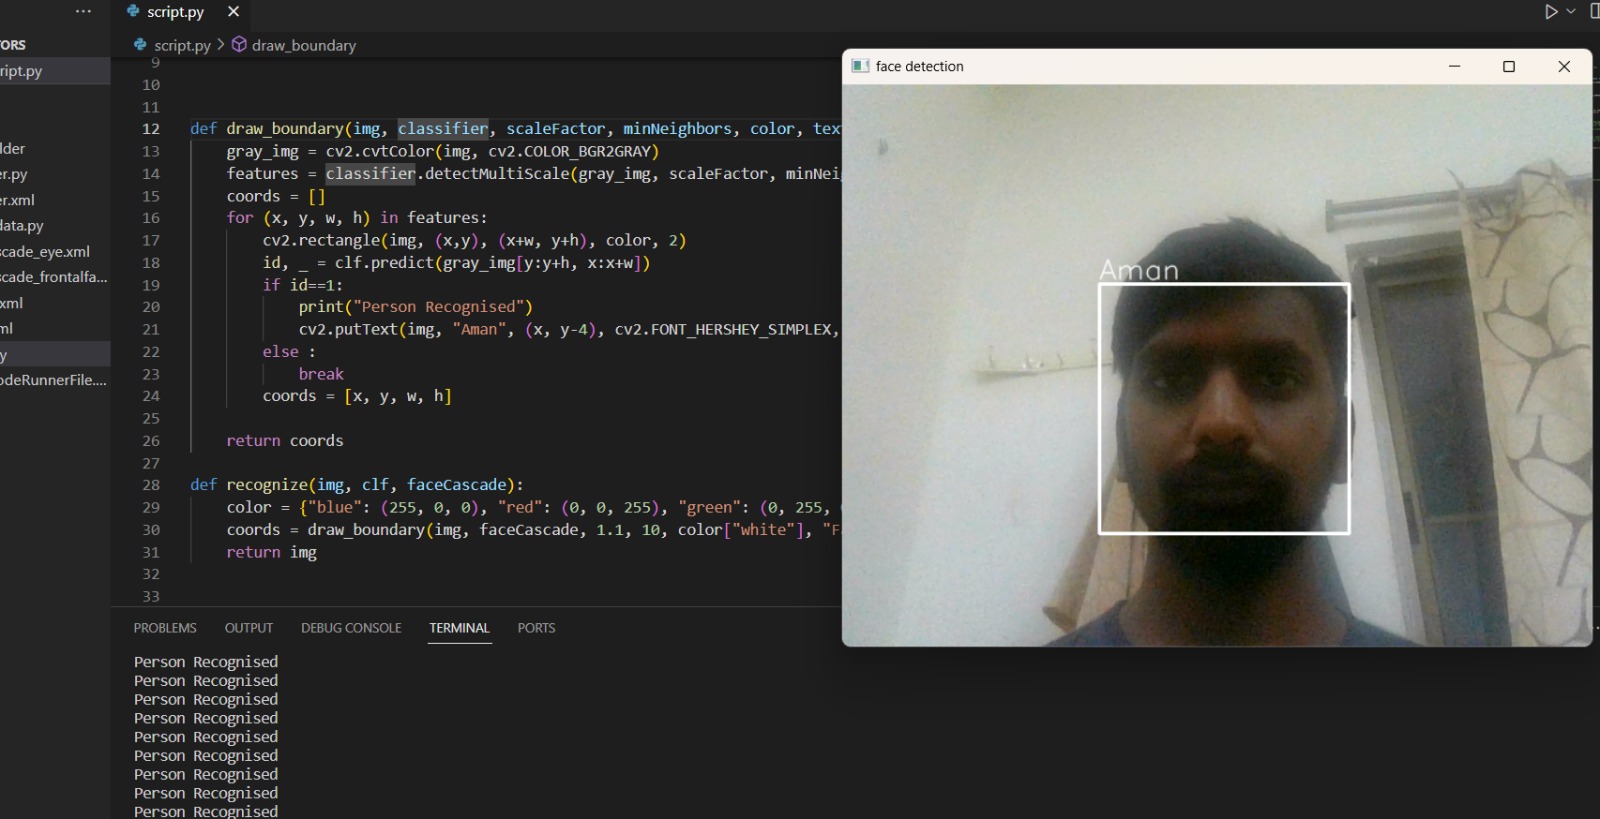 script.py
script.py > draw_boundary
ORS
ript.py
lder
er.py
er.xml
data.py
scade_eye.xml
scade_frontalfa...
xml
ml
y
odeRunnerFile....
9
10
11
12 def draw_boundary(img, classifier, scaleFactor, minNeighbors, color, tex
13 gray_img = cv2.cvtColor(img, cv2.COLOR_BGR2GRAY)
14 features = classifier.detectMultiScale(gray_img, scaleFactor, minNei
15 coords = []
16 for (x, y, w, h) in features:
17 cv2.rectangle(img, (x,y), (x+w, y+h), color, 2)
18 id, _ = clf.predict(gray_img[y:y+h, x:x+w])
19 if id==1:
20 print("Person Recognised")
21 cv2.putText(img, "Aman", (x, y-4), cv2.FONT_HERSHEY_SIMPLEX,
22 else :
23 break
24 coords = [x, y, w, h]
25
26 return coords
27
28 def recognize(img, clf, faceCascade):
29 color = {"blue": (255, 0, 0), "red": (0, 0, 255), "green": (0, 255,
30 coords = draw_boundary(img, faceCascade, 1.1, 10, color["white"], "F
31 return img
32
33
face detection
Aman
PROBLEMS OUTPUT DEBUG CONSOLE TERMINAL PORTS
Person Recognised
Person Recognised
Person Recognised
Person Recognised
Person Recognised
Person Recognised
Person Recognised
Person Recognised
Person Recognised